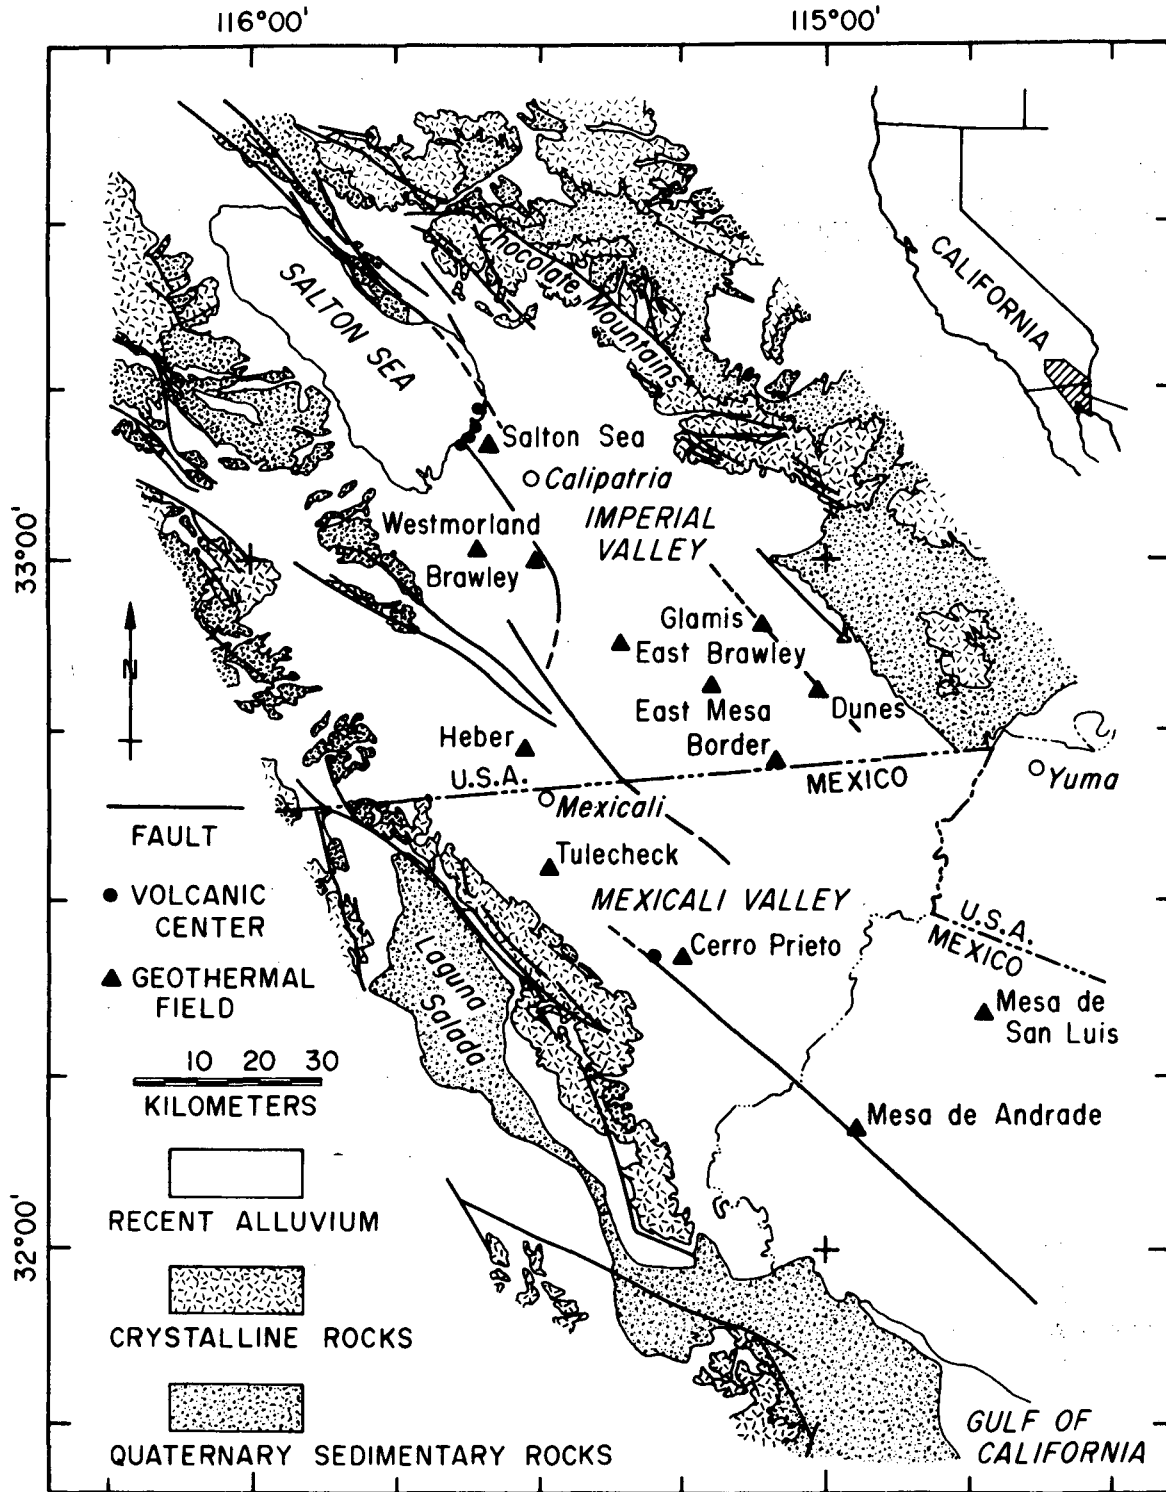 116°00'
115°00'
CALIFORNIA
SALTON SEA
Chocolate Mountains
Salton Sea
Calipatria
IMPERIAL
VALLEY
Westmorland
Brawley
33°00'
Glamis
East Brawley
N
East Mesa
Dunes
Border
Heber
U.S.A.
MEXICO
Mexicali
Yuma
FAULT
Tulecheck
VOLCANIC
CENTER
MEXICALI VALLEY
U.S.A.
MEXICO
Cerro Prieto
Laguna
Salada
GEOTHERMAL
FIELD
Mesa de
San Luis
10 20 30
KILOMETERS
Mesa de Andrade
RECENT ALLUVIUM
32°00'
CRYSTALLINE ROCKS
QUATERNARY SEDIMENTARY ROCKS
GULF OF
CALIFORNIA